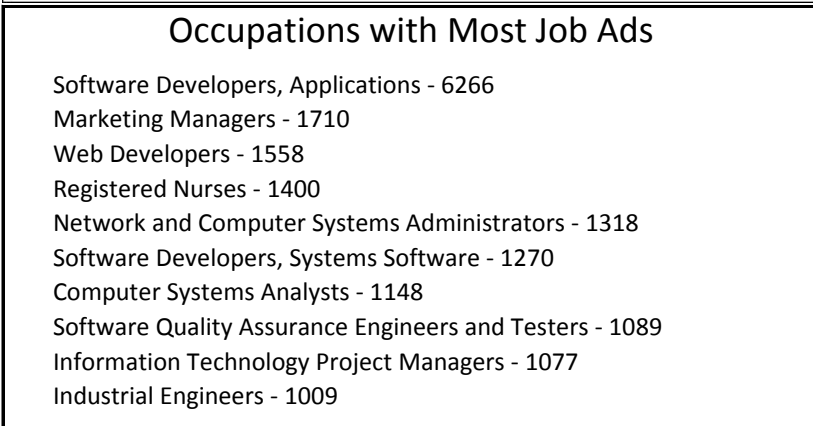 Occupations with Most Job Ads
Software Developers, Applications - 6266
Marketing Managers - 1710
Web Developers - 1558
Registered Nurses - 1400
Network and Computer Systems Administrators - 1318
Software Developers, Systems Software - 1270
Computer Systems Analysts - 1148
Software Quality Assurance Engineers and Testers - 1089
Information Technology Project Managers - 1077
Industrial Engineers - 1009